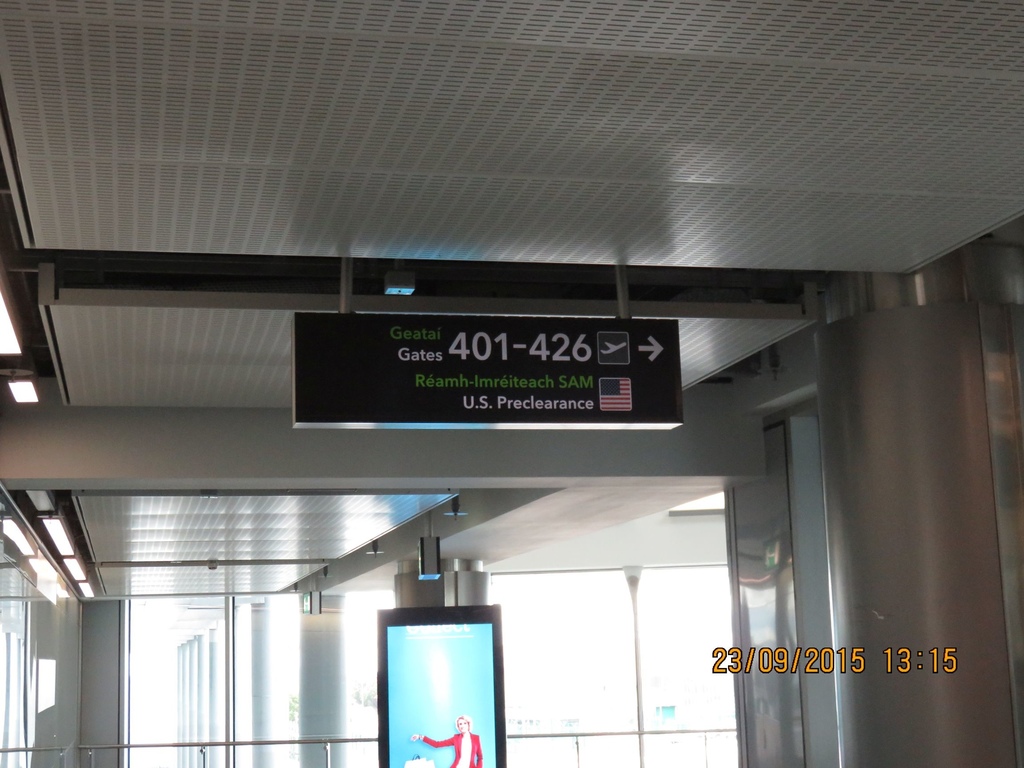 Geataí
Gates 401-426
Réamh-Imréiteach SAM
U.S. Preclearance
23/09/2015 13:15